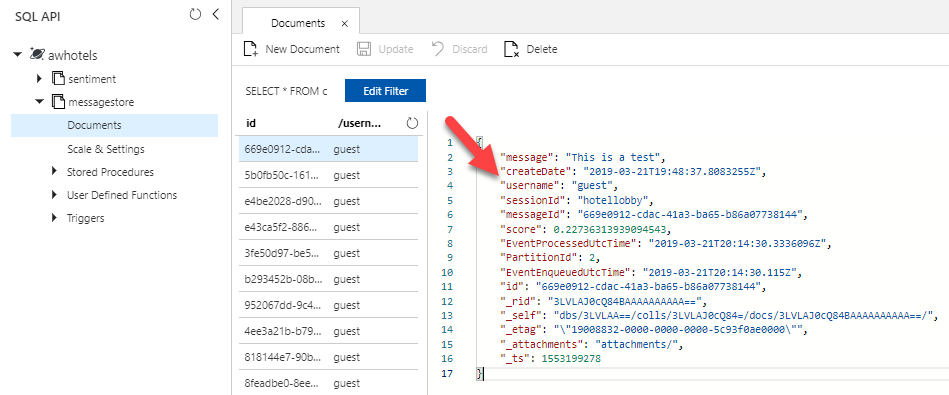 SQL API
awhotels
sentiment
messagestore
Documents
Scale & Settings
Stored Procedures
User Defined Functions
Triggers
Documents
New Document Update Discard Delete
SELECT * FROM c Edit Filter
id /usern...
669e0912-cda... guest
5b0fb50c-161... guest
e4be2028-d90... guest
e43ca5f2-886... guest
3fe50d97-be5... guest
b293452b-08b... guest
952067dd-9c4... guest
4ee3a21b-b79... guest
818144e7-90b... guest
8feadbe0-8ee... guest
1 {
2 "message": "This is a test",
3 "createDate": "2019-03-21T19:48:37.8083255Z",
4 "username": "guest",
5 "sessionId": "hotellobby",
6 "messageId": "669e0912-cdac-41a3-ba65-b86a07738144",
7 "score": 0.22736313939094543,
8 "EventProcessedUtcTime": "2019-03-21T20:14:30.3336096Z",
9 "PartitionId": 2,
10 "EventEnqueuedUtcTime": "2019-03-21T20:14:30.115Z",
11 "id": "669e0912-cdac-41a3-ba65-b86a07738144",
12 "_rid": "3LVLAJ0cQ84BAAAAAAAAAA==",
13 "_self": "dbs/3LVLAA==/colls/3LVLAJ0cQ84=/docs/3LVLAJ0cQ84BAAAAAAAAAA==/",
14 "_etag": "\"19008832-0000-0000-0000-5c93f0ae0000\"",
15 "_attachments": "attachments/",
16 "_ts": 1553199278
17 }